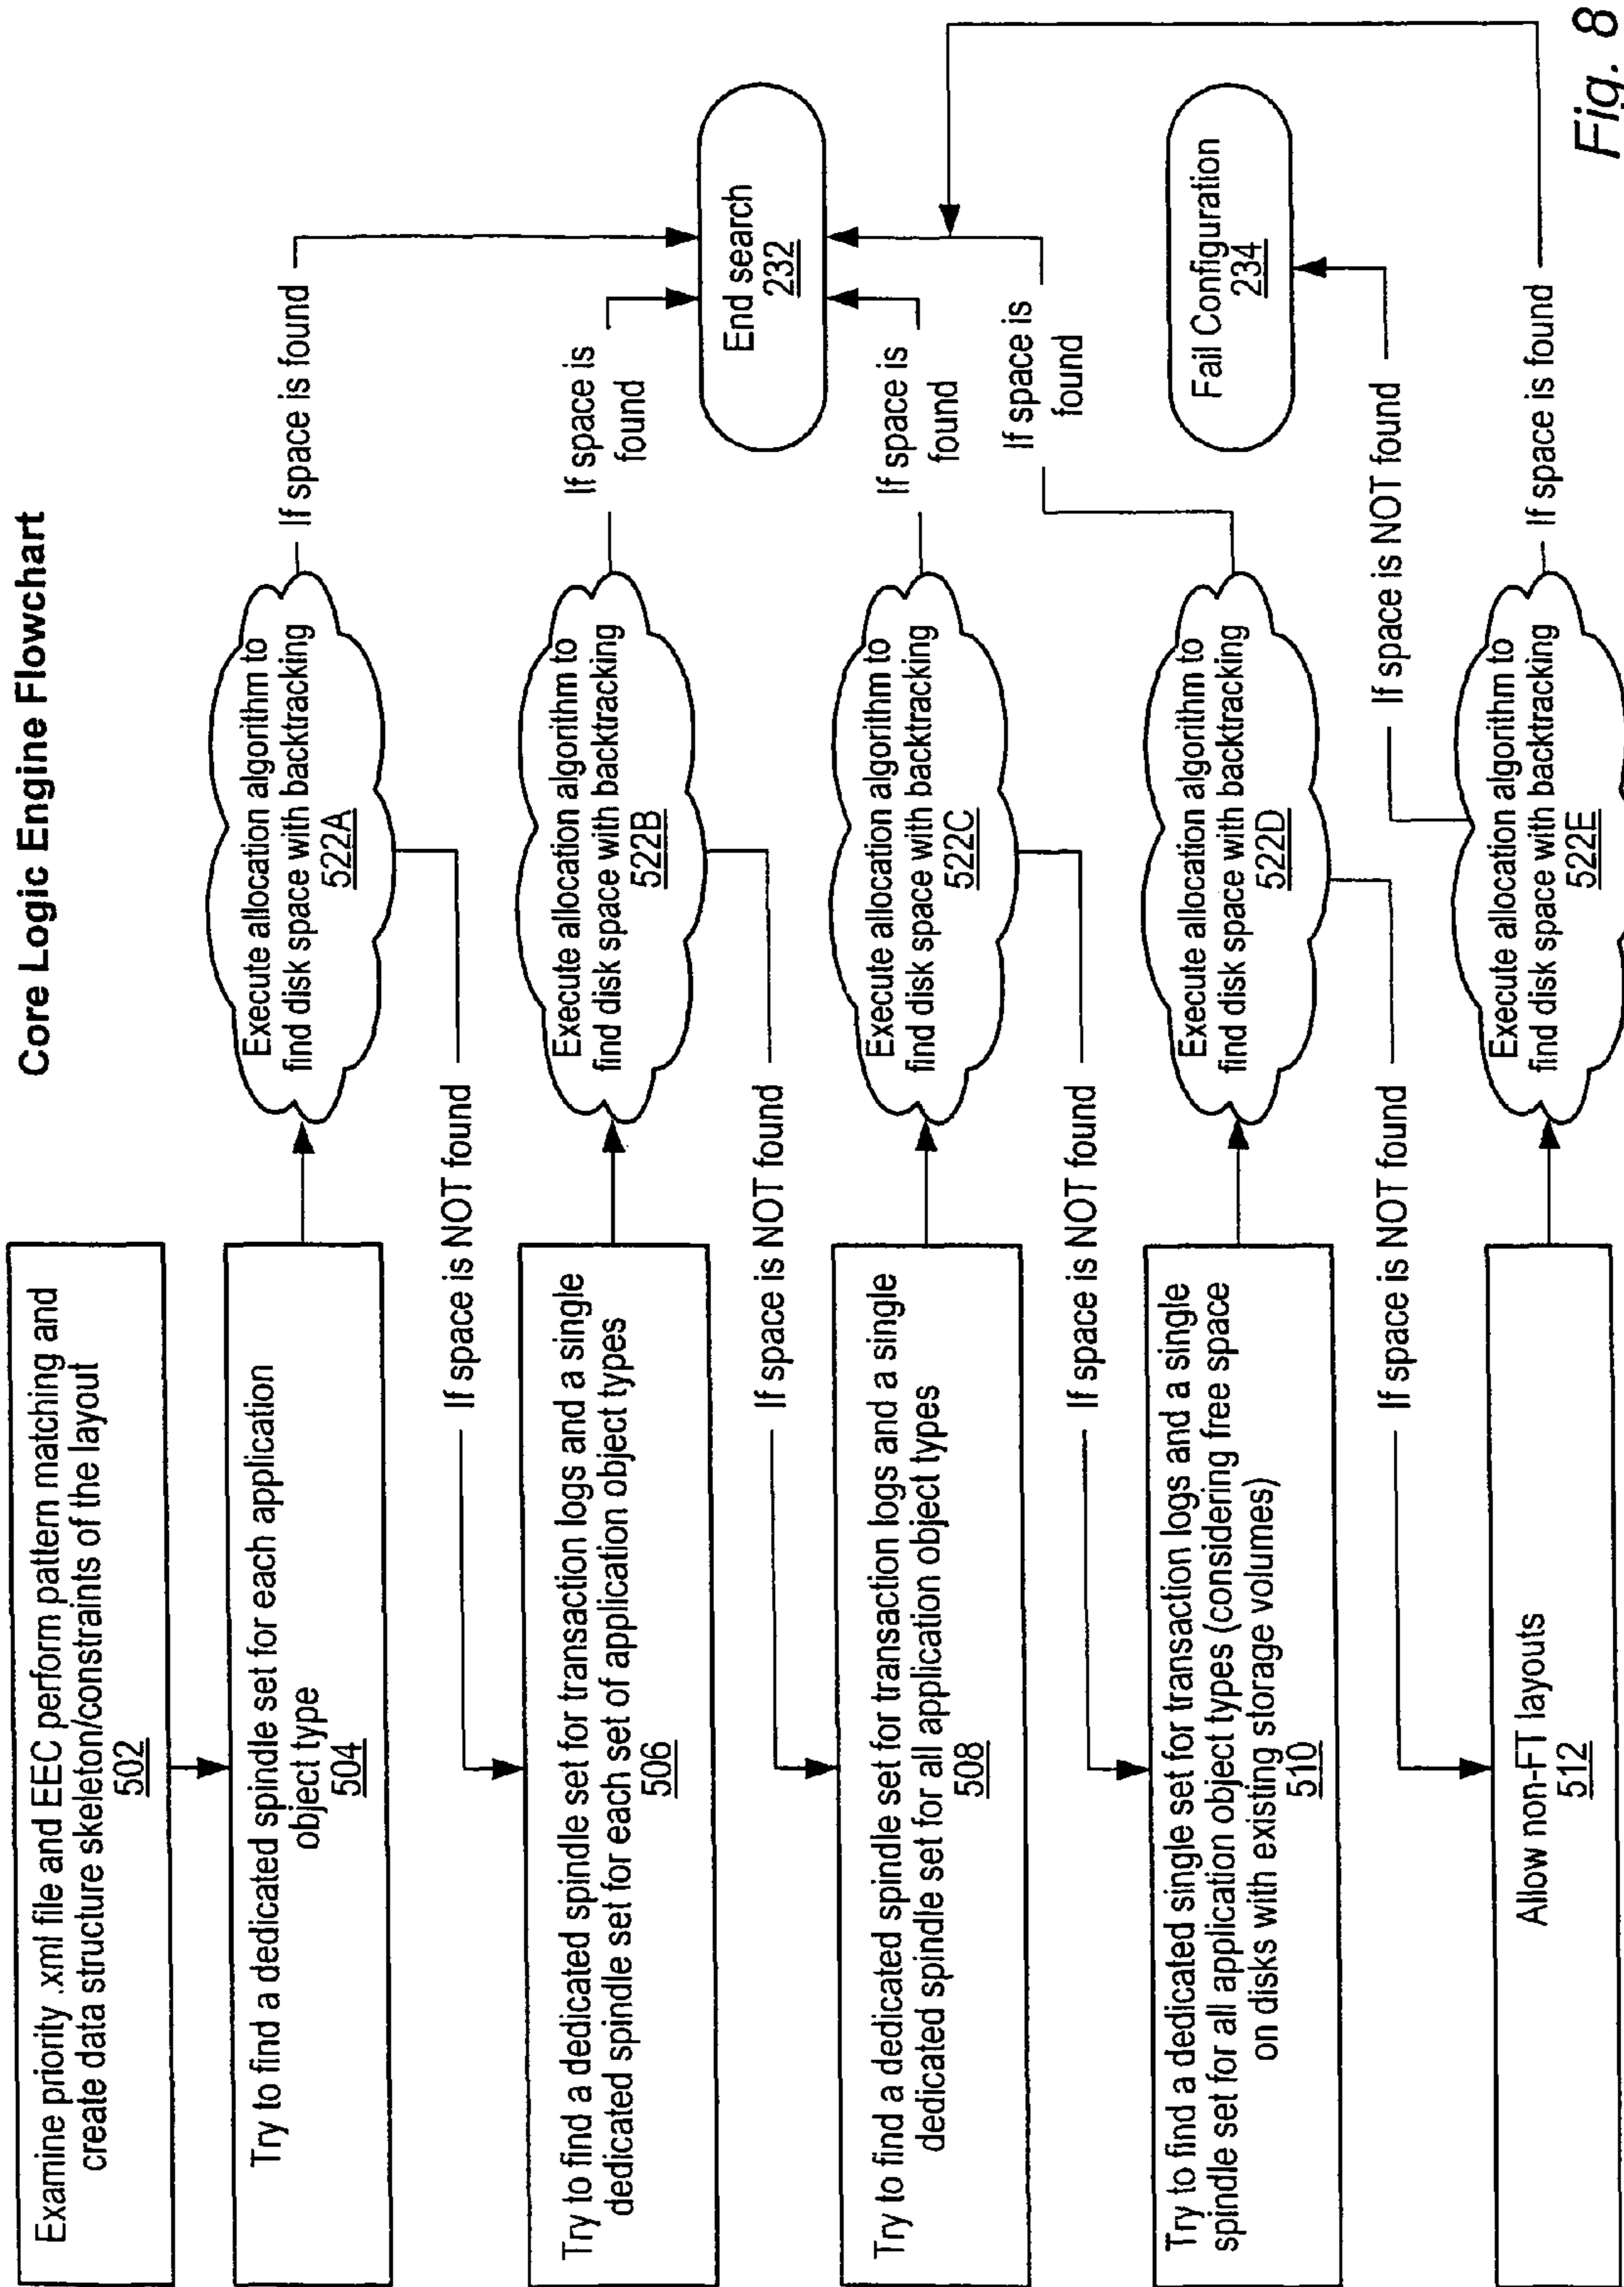 Core Logic Engine Flowchart
Examine priority .xml file and EEC perform pattern matching and
create data structure skeleton/constraints of the layout
502
Try to find a dedicated spindle set for each application
object type
504
Execute allocation algorithm to
find disk space with backtracking
522A
If space is found
If space is NOT found
Try to find a dedicated spindle set for transaction logs and a single
dedicated spindle set for each set of application object types
506
Execute allocation algorithm to
find disk space with backtracking
522B
If space is
found
If space is NOT found
End search
232
Try to find a dedicated spindle set for transaction logs and a single
dedicated spindle set for all application object types
508
Execute allocation algorithm to
find disk space with backtracking
522C
If space is
found
If space is NOT found
If space is
found
Try to find a dedicated single set for transaction logs and a single
spindle set for all application object types (considering free space
on disks with existing storage volumes)
510
Execute allocation algorithm to
find disk space with backtracking
522D
Fail Configuration
234
If space is NOT found
If space is NOT found
Allow non-FT layouts
512
Execute allocation algorithm to
find disk space with backtracking
522E
If space is found
Fig. 8